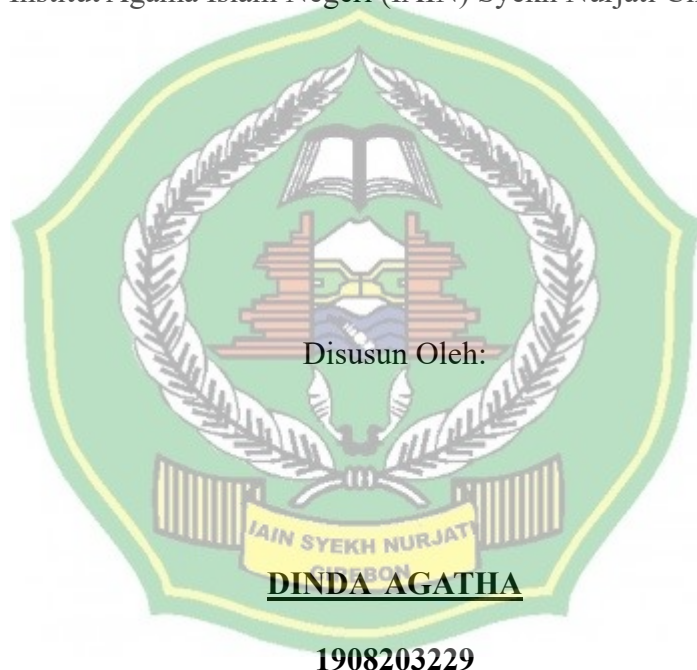 Institut Agama Islam Negeri (IAIN) Syekh Nurjati
Disusun Oleh:
IAIN SYEKH NURJATI
CIREBON
DINDA AGATHA
1908203229